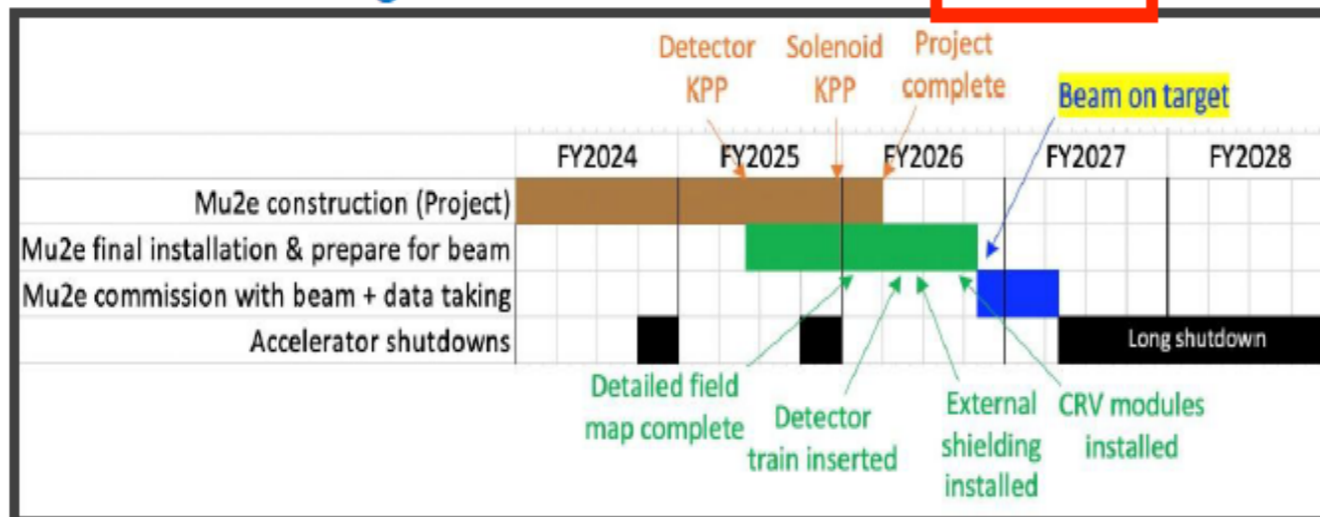 Detector
KPP
Solenoid
KPP
Project
complete
Beam on target
FY2024 FY2025 FY2026 FY2027 FY2028
Mu2e construction (Project)
Mu2e final installation & prepare for beam
Mu2e commission with beam + data taking
Accelerator shutdowns
Long shutdown
Detailed field
map complete
Detector
train inserted
External
shielding
installed
CRV modules
installed